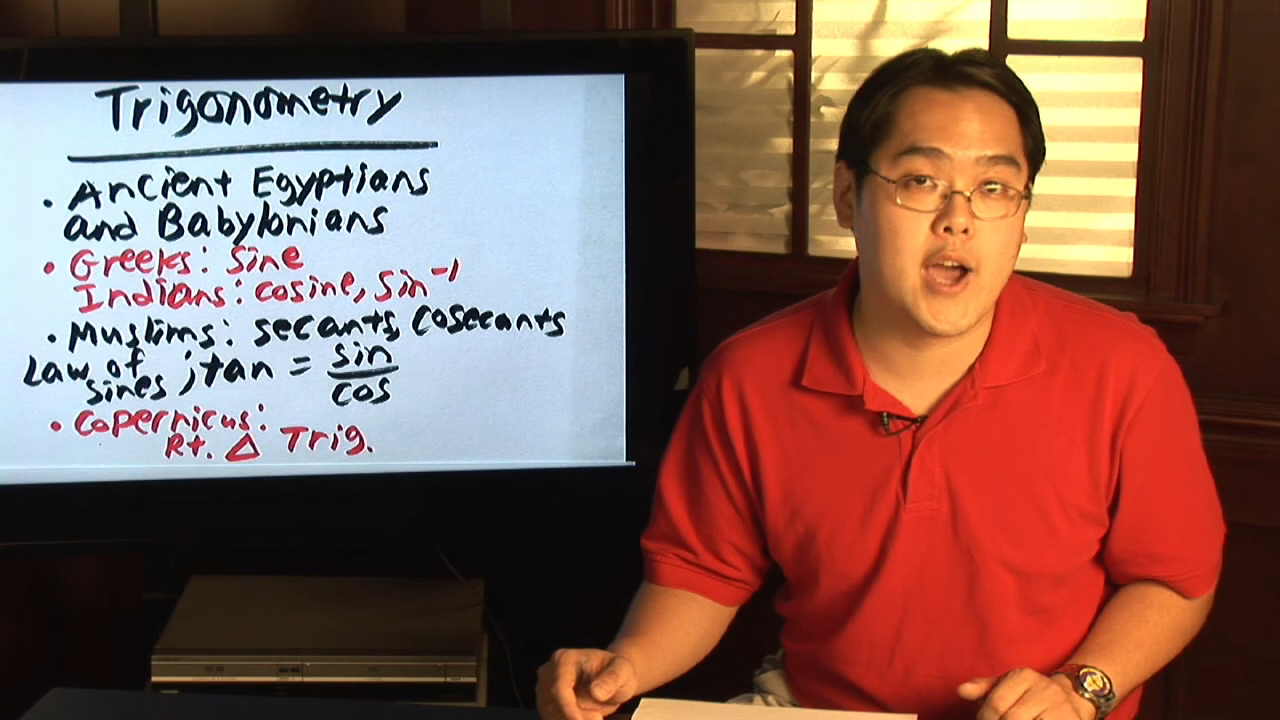 Trigonometry
• Ancient Egyptians
and Babylonians
• Greeks: Sine
Indians: cosine, sin⁻¹
• Muslims: secants, cosecants
Law of sines ; tan = sin/cos
• Copernicus:
Rt. △ Trig.